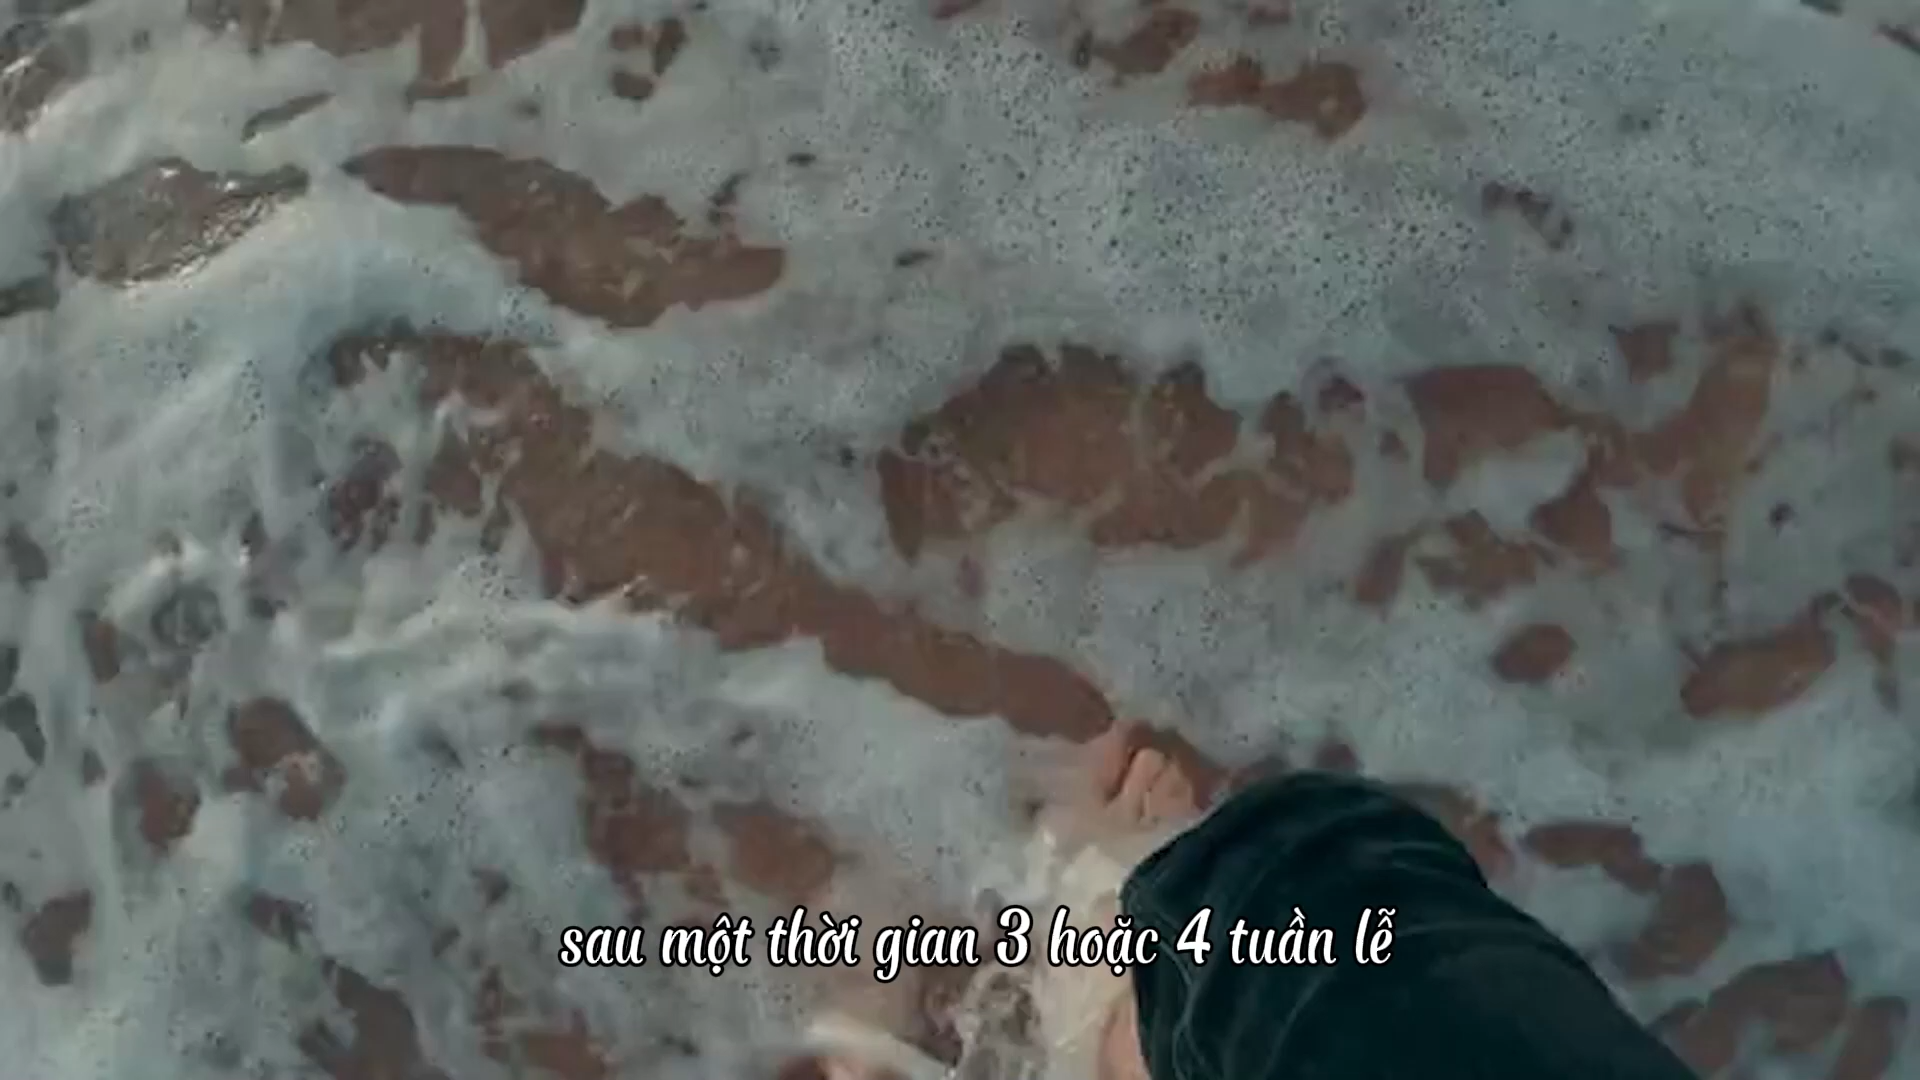 sau một thời gian 3 hoặc 4 tuần lễ